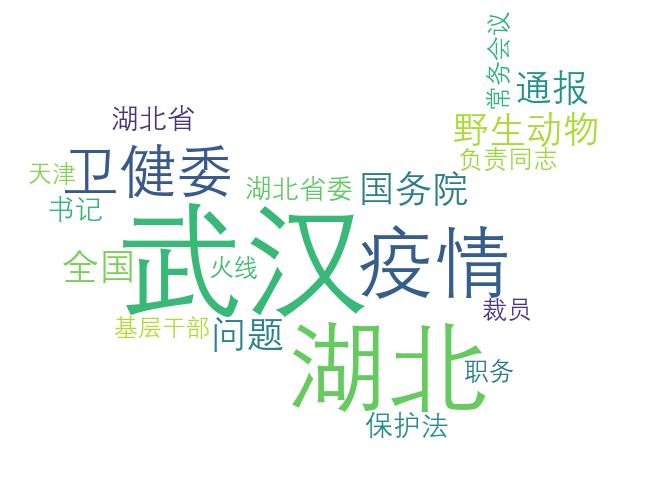 常务会议
通报
湖北省
野生动物
卫健委
负责同志
天津
湖北省委
国务院
书记
武汉
疫情
全国
火线
裁员
基层干部
问题
湖北
职务
保护法